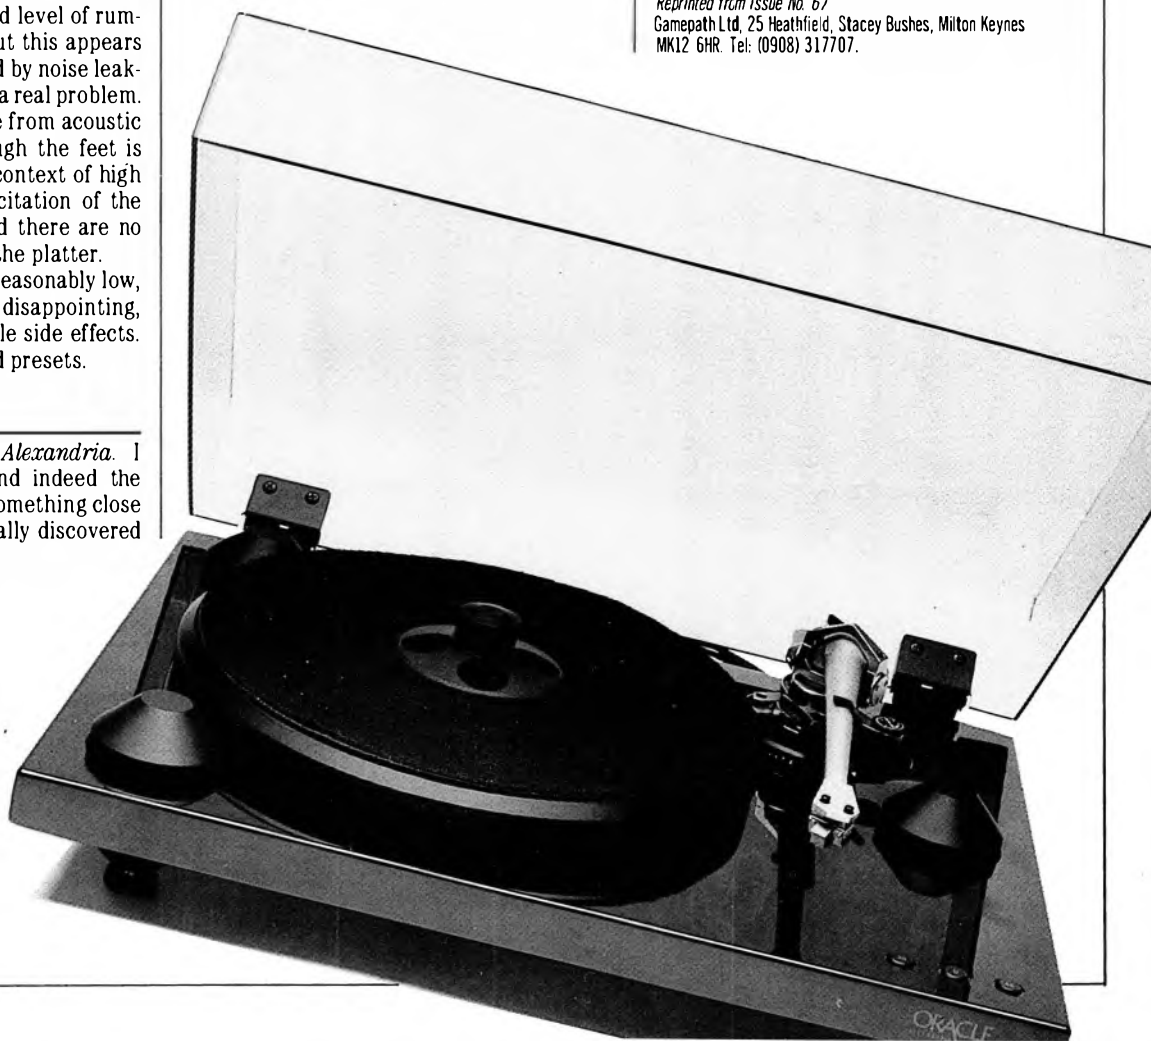 d level of rum-
ut this appears
d by noise leak-
a real problem.
e from acoustic
ugh the feet is
context of high
citation of the
d there are no
the platter.
easonably low,
disappointing,
le side effects.
d presets.
Alexandria. I
nd indeed the
omething close
ally discovered
Reprinted from Issue No. 67
Gamepath Ltd, 25 Heathfield, Stacey Bushes, Milton Keynes
MK12 6HR. Tel: (0908) 317707.
ORACLE